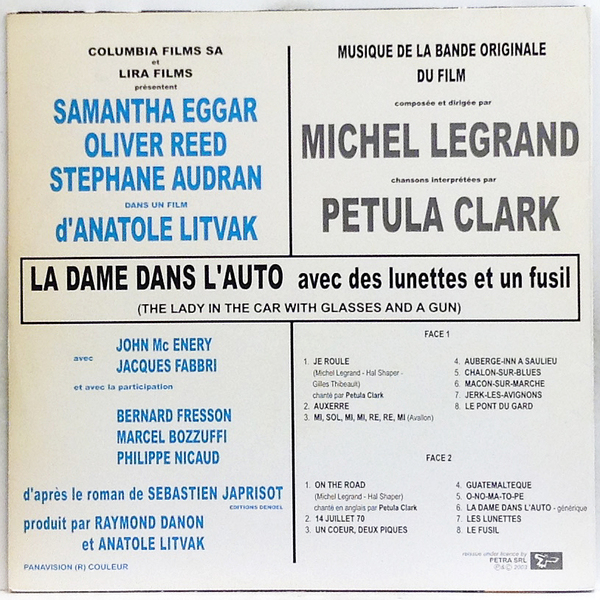 COLUMBIA FILMS SA
et
LIRA FILMS
présentent
SAMANTHA EGGAR
OLIVER REED
STEPHANE AUDRAN
DANS UN FILM
d'ANATOLE LITVAK
MUSIQUE DE LA BANDE ORIGINALE
DU FILM
composée et dirigée par
MICHEL LEGRAND
chansons interprétées par
PETULA CLARK
LA DAME DANS L'AUTO avec des lunettes et un fusil
(THE LADY IN THE CAR WITH GLASSES AND A GUN)
avec
JOHN Mc ENERY
JACQUES FABBRI
et avec la participation
BERNARD FRESSON
MARCEL BOZZUFFI
PHILIPPE NICAUD
d'après le roman de SEBASTIEN JAPRISOT
EDITIONS DENOEL
produit par RAYMOND DANON
et ANATOLE LITVAK
PANAVISION (R) COULEUR
FACE 1
1. JE ROULE
(Michel Legrand - Hal Shaper -
Gilles Thibeault)
chanté par Petula Clark
2. AUXERRE
3. MI, SOL, MI, MI, RE, RE, MI (Avallon)
4. AUBERGE-INN A SAULIEU
5. CHALON-SUR-BLUES
6. MACON-SUR-MARCHE
7. JERK-LES-AVIGNONS
8. LE PONT DU GARD
FACE 2
1. ON THE ROAD
(Michel Legrand - Hal Shaper)
chanté en anglais par Petula Clark
2. 14 JUILLET 70
3. UN COEUR, DEUX PIQUES
4. GUATEMALTEQUE
5. O-NO-MA-TO-PE
6. LA DAME DANS L'AUTO - générique
7. LES LUNETTES
8. LE FUSIL
reissue under licence by
PETRA SRL
℗&© 2003